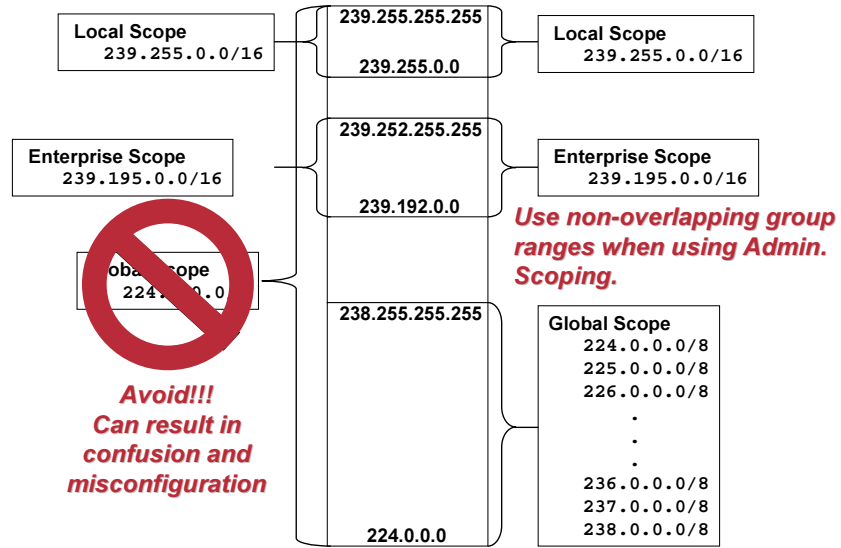 Local Scope
239.255.0.0/16
Enterprise Scope
239.195.0.0/16
224. .0.0
Avoid!!!
Can result in
confusion and
misconfiguration
239.255.255.255
239.255.0.0
239.252.255.255
239.192.0.0
238.255.255.255
224.0.0.0
Local Scope
239.255.0.0/16
Enterprise Scope
239.195.0.0/16
Use non-overlapping group
ranges when using Admin.
Scoping.
Global Scope
224.0.0.0/8
225.0.0.0/8
226.0.0.0/8
.
.
.
236.0.0.0/8
237.0.0.0/8
238.0.0.0/8